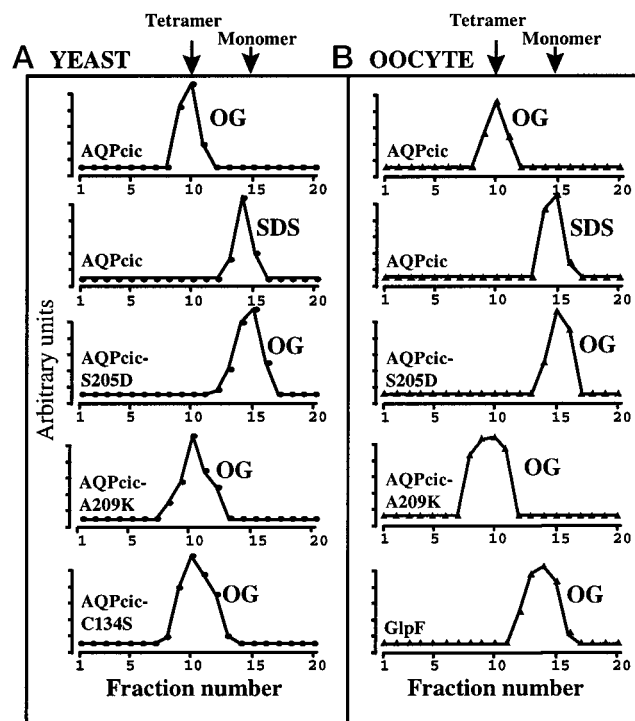 Tetramer
Monomer
A YEAST
OG
AQPcic
1 5 10 15 20
SDS
AQPcic
1 5 10 15 20
OG
AQPcic-
S205D
1 5 10 15 20
OG
AQPcic-
A209K
1 5 10 15 20
OG
AQPcic-
C134S
1 5 10 15 20
Fraction number
Arbitrary units
Tetramer
Monomer
B OOCYTE
OG
AQPcic
1 5 10 15 20
SDS
AQPcic
1 5 10 15 20
OG
AQPcic-
S205D
1 5 10 15 20
OG
AQPcic-
A209K
1 5 10 15 20
OG
GlpF
1 5 10 15 20
Fraction number